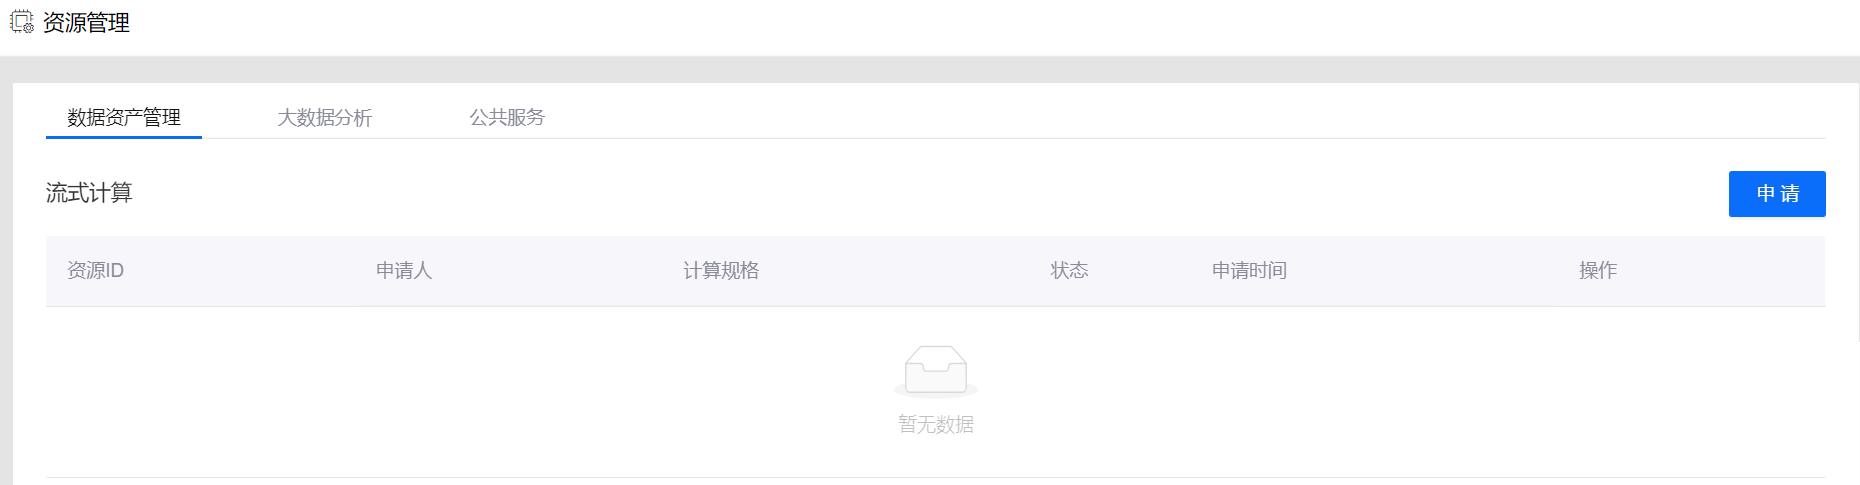 资源管理
数据资产管理 大数据分析 公共服务
流式计算 申请
资源ID 申请人 计算规格 状态 申请时间 操作
暂无数据